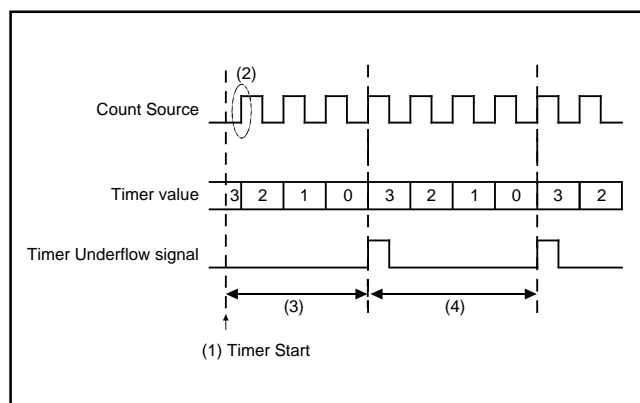 (2)
Count Source
Timer value 3 2 1 0 3 2 1 0 3 2
Timer Underflow signal
(3) (4)
(1) Timer Start